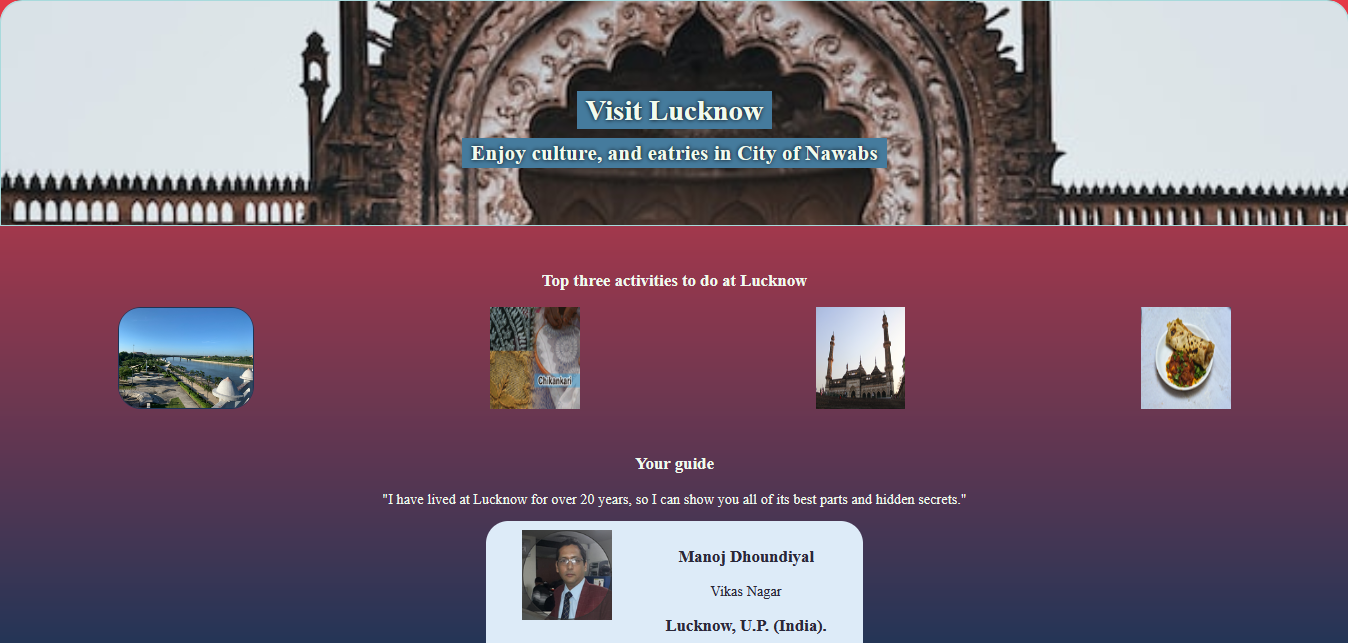 Visit Lucknow
Enjoy culture, and eatries in City of Nawabs
Top three activities to do at Lucknow
Chikankari
Your guide
"I have lived at Lucknow for over 20 years, so I can show you all of its best parts and hidden secrets."
Manoj Dhoundiyal
Vikas Nagar
Lucknow, U.P. (India).